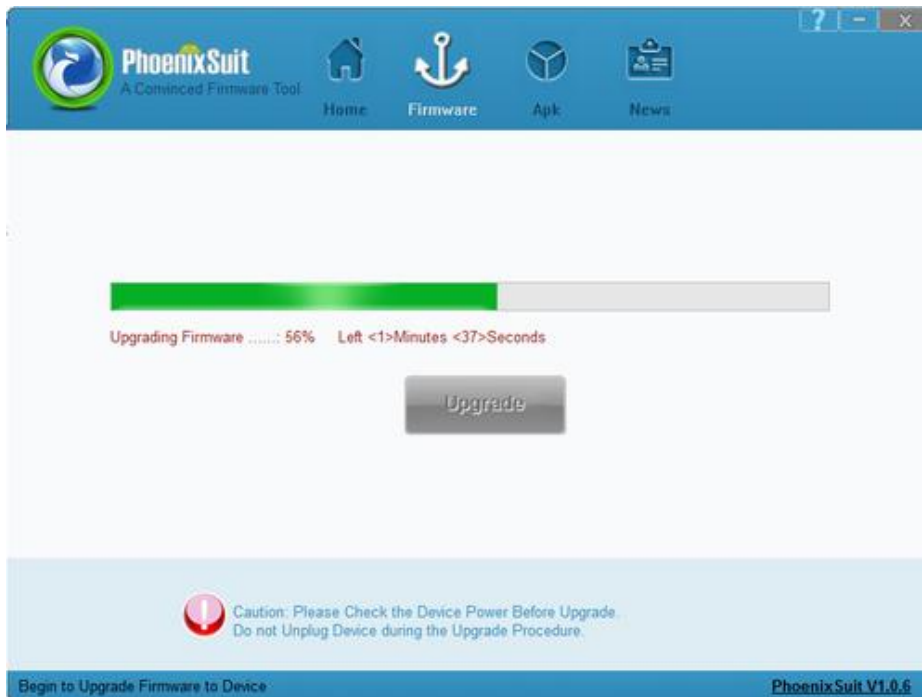 PhoenixSuit
A Convinced Firmware Tool
Home
Firmware
Apk
News
?
Upgrading Firmware ......: 56% Left <1>Minutes <37>Seconds
Upgrade
Caution: Please Check the Device Power Before Upgrade.
Do not Unplug Device during the Upgrade Procedure.
Begin to Upgrade Firmware to Device
PhoenixSuit V1.0.6